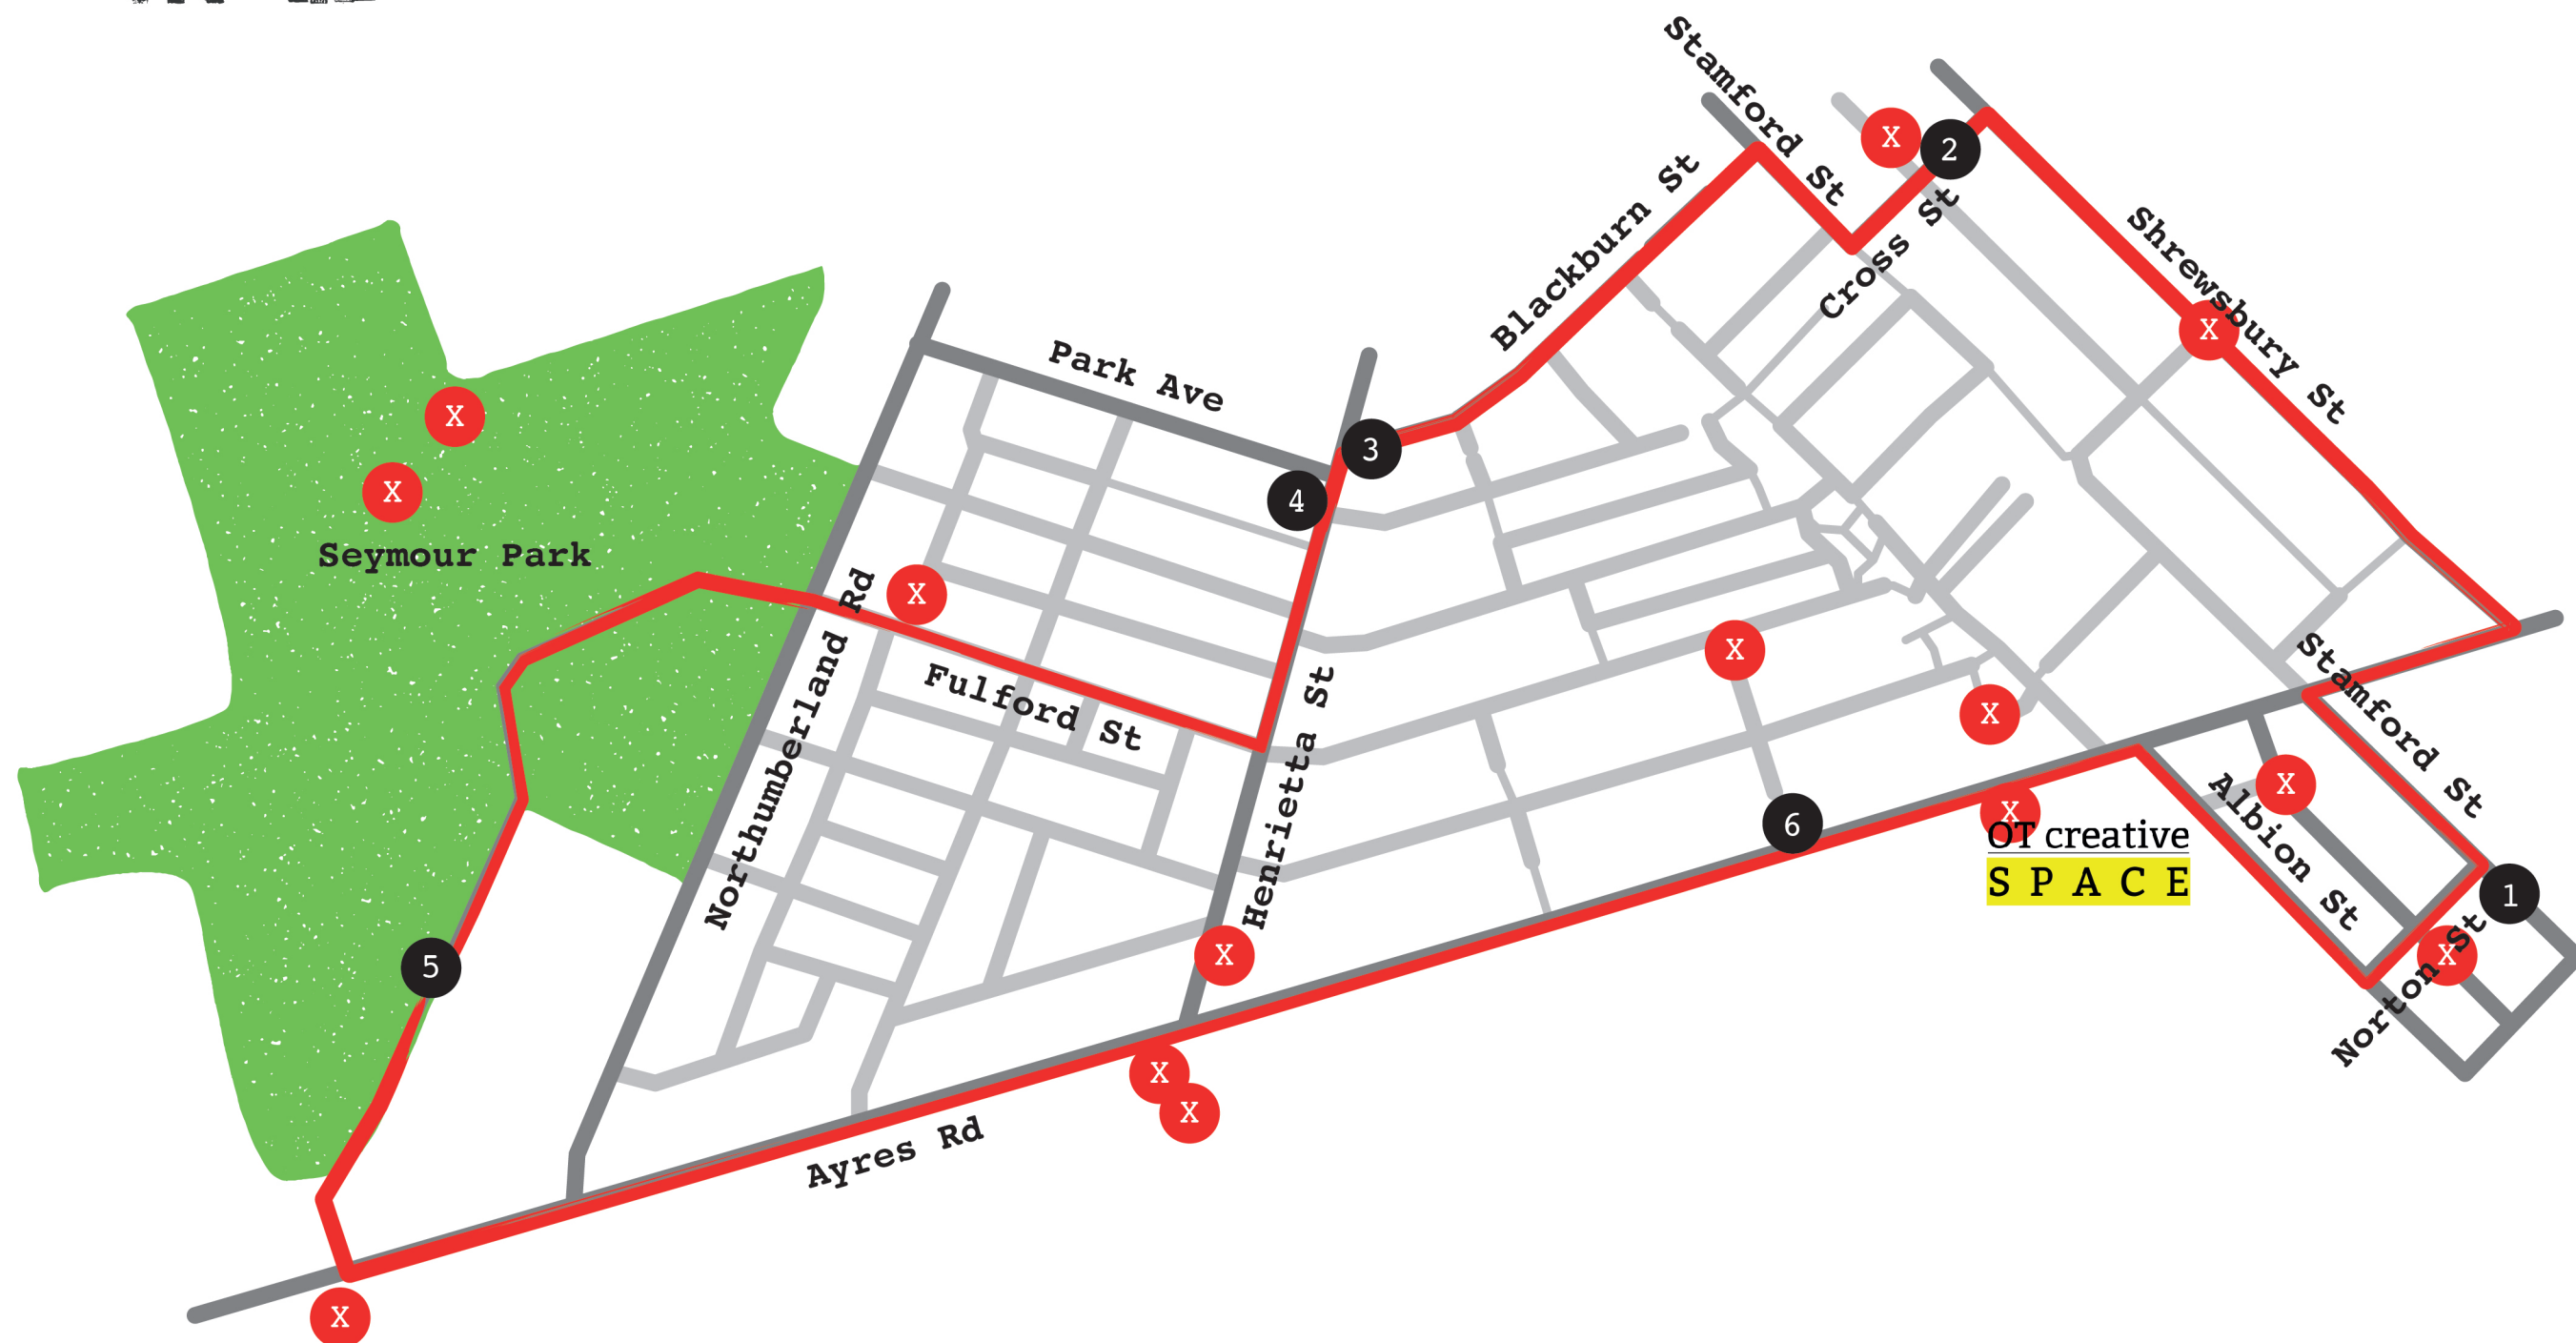 Stamford St
X
2
Blackburn St
Cross St
Shrewsbury St
X
Park Ave
3
X
4
X
Seymour Park
X
Northumberland Rd
Fulford St
Henrietta St
X
X
Stamford St
X
Albion St
6
X
OT creative
SPACE
1
5
X
X
Norton St
X
X
Ayres Rd
X